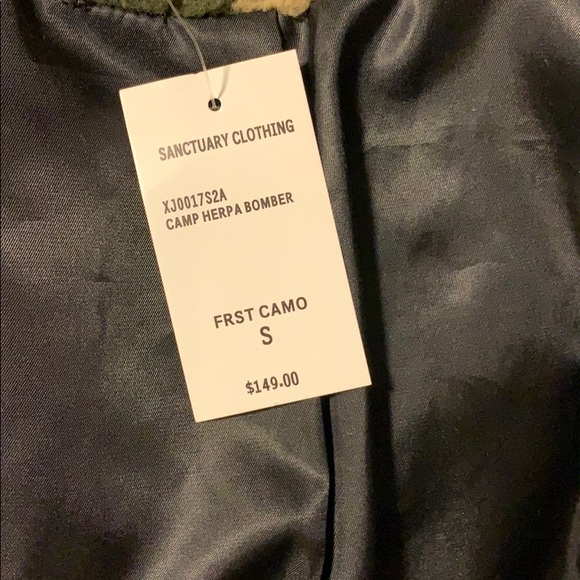 SANCTUARY CLOTHING
XJ0017S2A
CAMP HERPA BOMBER
FRST CAMO
S
$149.00